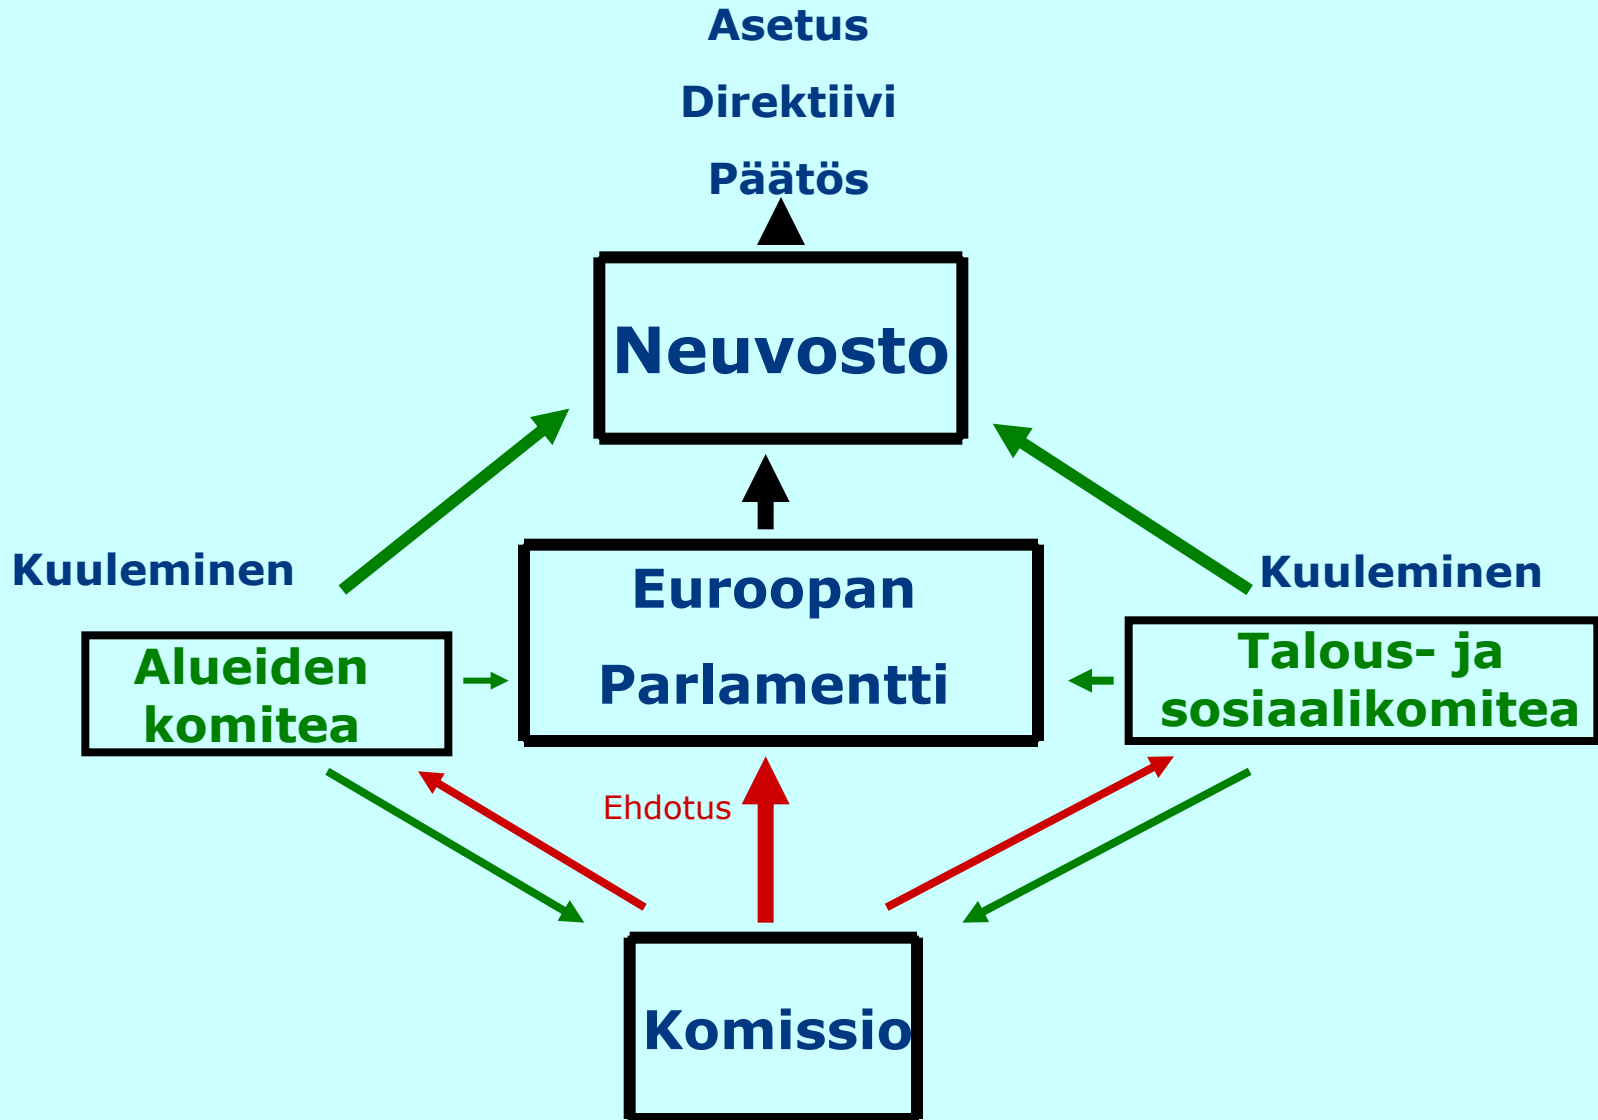 Asetus
Direktiivi
Päätös
Neuvosto
Kuuleminen
Kuuleminen
Euroopan
Parlamentti
Alueiden
komitea
Talous- ja
sosiaalikomitea
Ehdotus
Komissio